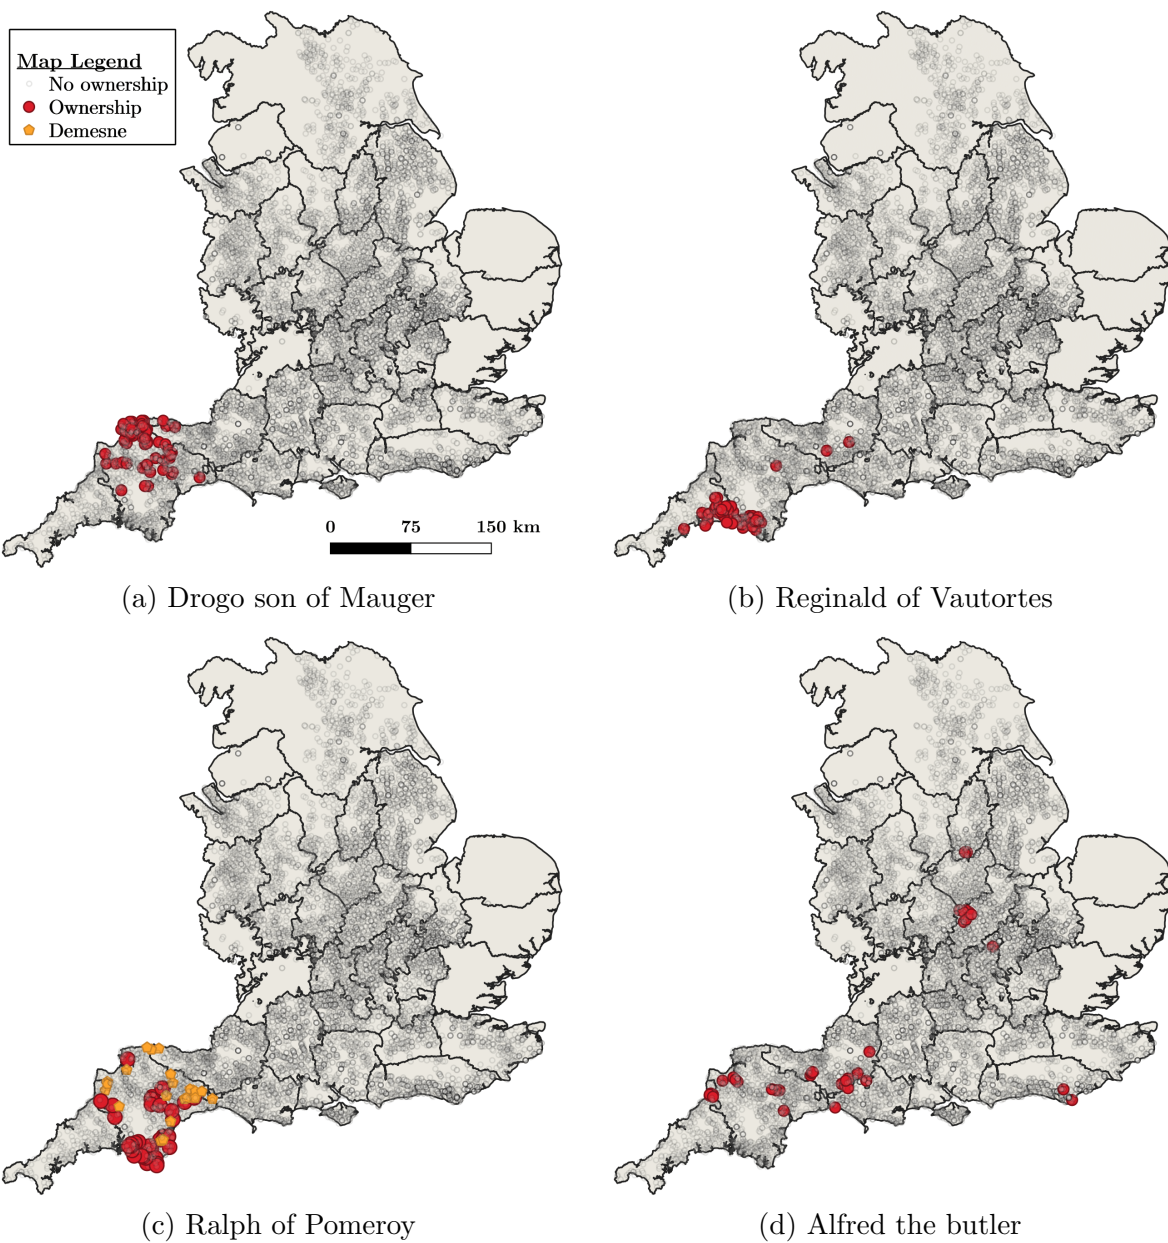 Map Legend
No ownership
Ownership
Demesne
0 75 150 km
(a) Drogo son of Mauger
(b) Reginald of Vautortes
(c) Ralph of Pomeroy
(d) Alfred the butler